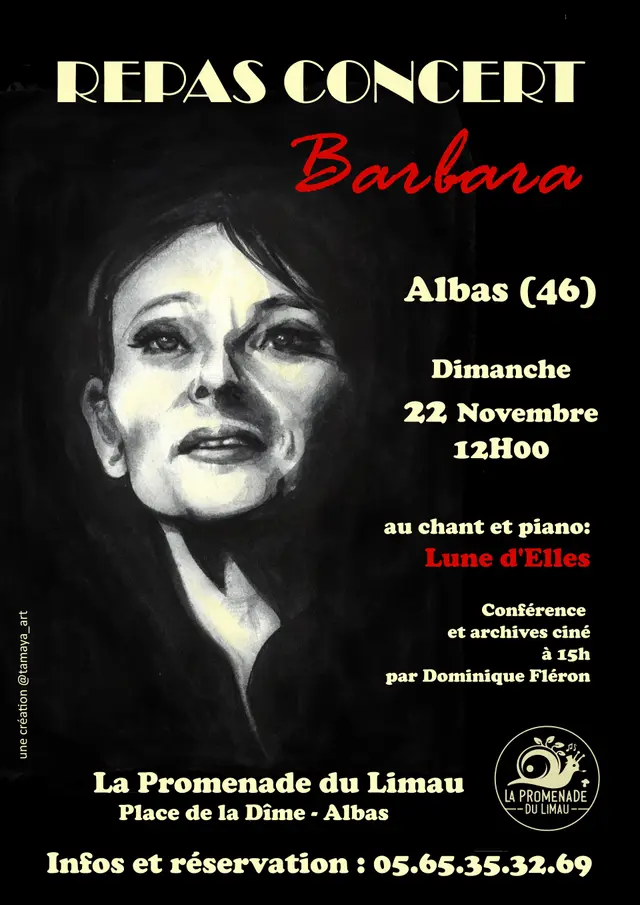 REPAS CONCERT
Barbara
Albas (46)
Dimanche
22 Novembre
12H00
au chant et piano:
Lune d'Elles
Conférence
et archives ciné
à 15h
par Dominique Fléron
une création @tamaya_art
La Promenade du Limau
Place de la Dîme - Albas
LA PROMENADE
DU LIMAU
Infos et réservation : 05.65.35.32.69